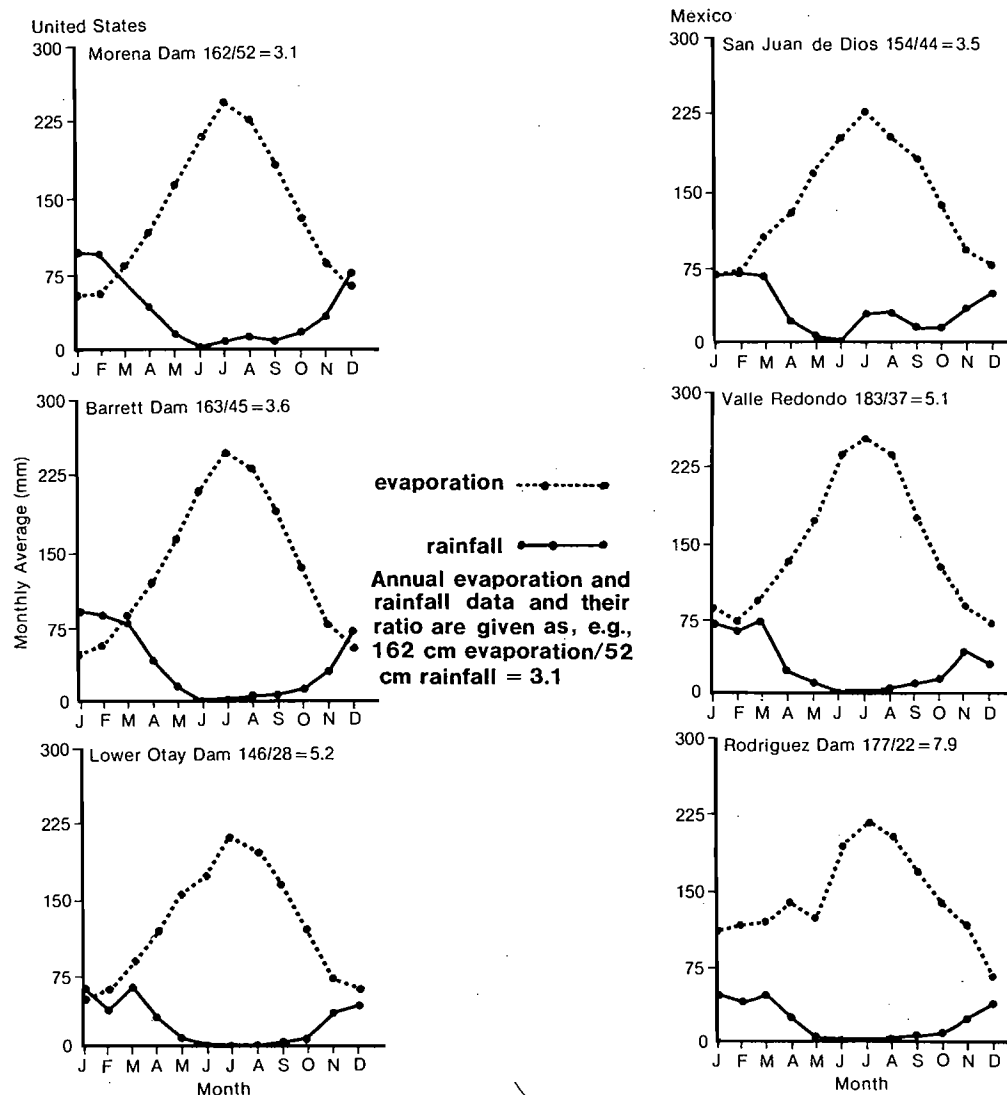 United States
Morena Dam 162/52=3.1
300
225
150
75
0
J F M A M J J A S O N D
Mexico
San Juan de Dios 154/44=3.5
300
225
150
75
0
J F M A M J J A S O N D
Barrett Dam 163/45=3.6
300
225
150
75
0
J F M A M J J A S O N D
Monthly Average (mm)
evaporation
rainfall
Annual evaporation and
rainfall data and their
ratio are given as, e.g.,
162 cm evaporation/52
cm rainfall = 3.1
Valle Redondo 183/37=5.1
300
225
150
75
0
J F M A M J J A S O N D
Lower Otay Dam 146/28=5.2
300
225
150
75
0
J F M A M J J A S O N D
Month
Rodriguez Dam 177/22=7.9
300
225
150
75
0
J F M A M J J A S O N D
Month